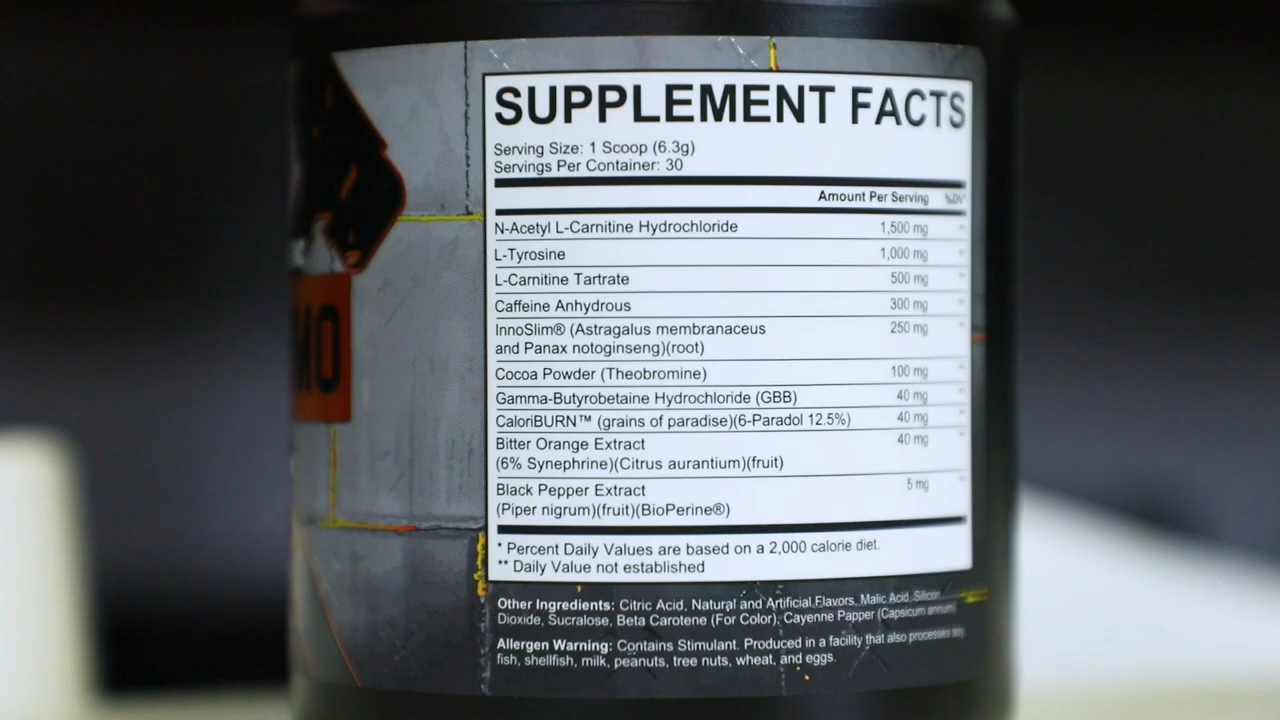 SUPPLEMENT FACTS
Serving Size: 1 Scoop (6.3g)
Servings Per Container: 30
Amount Per Serving %DV*
N-Acetyl L-Carnitine Hydrochloride 1,500 mg **
L-Tyrosine 1,000 mg **
L-Carnitine Tartrate 500 mg **
Caffeine Anhydrous 300 mg **
InnoSlim® (Astragalus membranaceus 250 mg **
and Panax notoginseng)(root)
Cocoa Powder (Theobromine) 100 mg **
Gamma-Butyrobetaine Hydrochloride (GBB) 40 mg **
CaloriBURN™ (grains of paradise)(6-Paradol 12.5%) 40 mg **
Bitter Orange Extract 40 mg **
(6% Synephrine)(Citrus aurantium)(fruit)
Black Pepper Extract 5 mg **
(Piper nigrum)(fruit)(BioPerine®)
* Percent Daily Values are based on a 2,000 calorie diet.
** Daily Value not established
Other Ingredients: Citric Acid, Natural and Artificial Flavors, Malic Acid, Silicon
Dioxide, Sucralose, Beta Carotene (For Color), Cayenne Papper (Capsicum annum)
Allergen Warning: Contains Stimulant. Produced in a facility that also processes soy,
fish, shellfish, milk, peanuts, tree nuts, wheat, and eggs.
MO